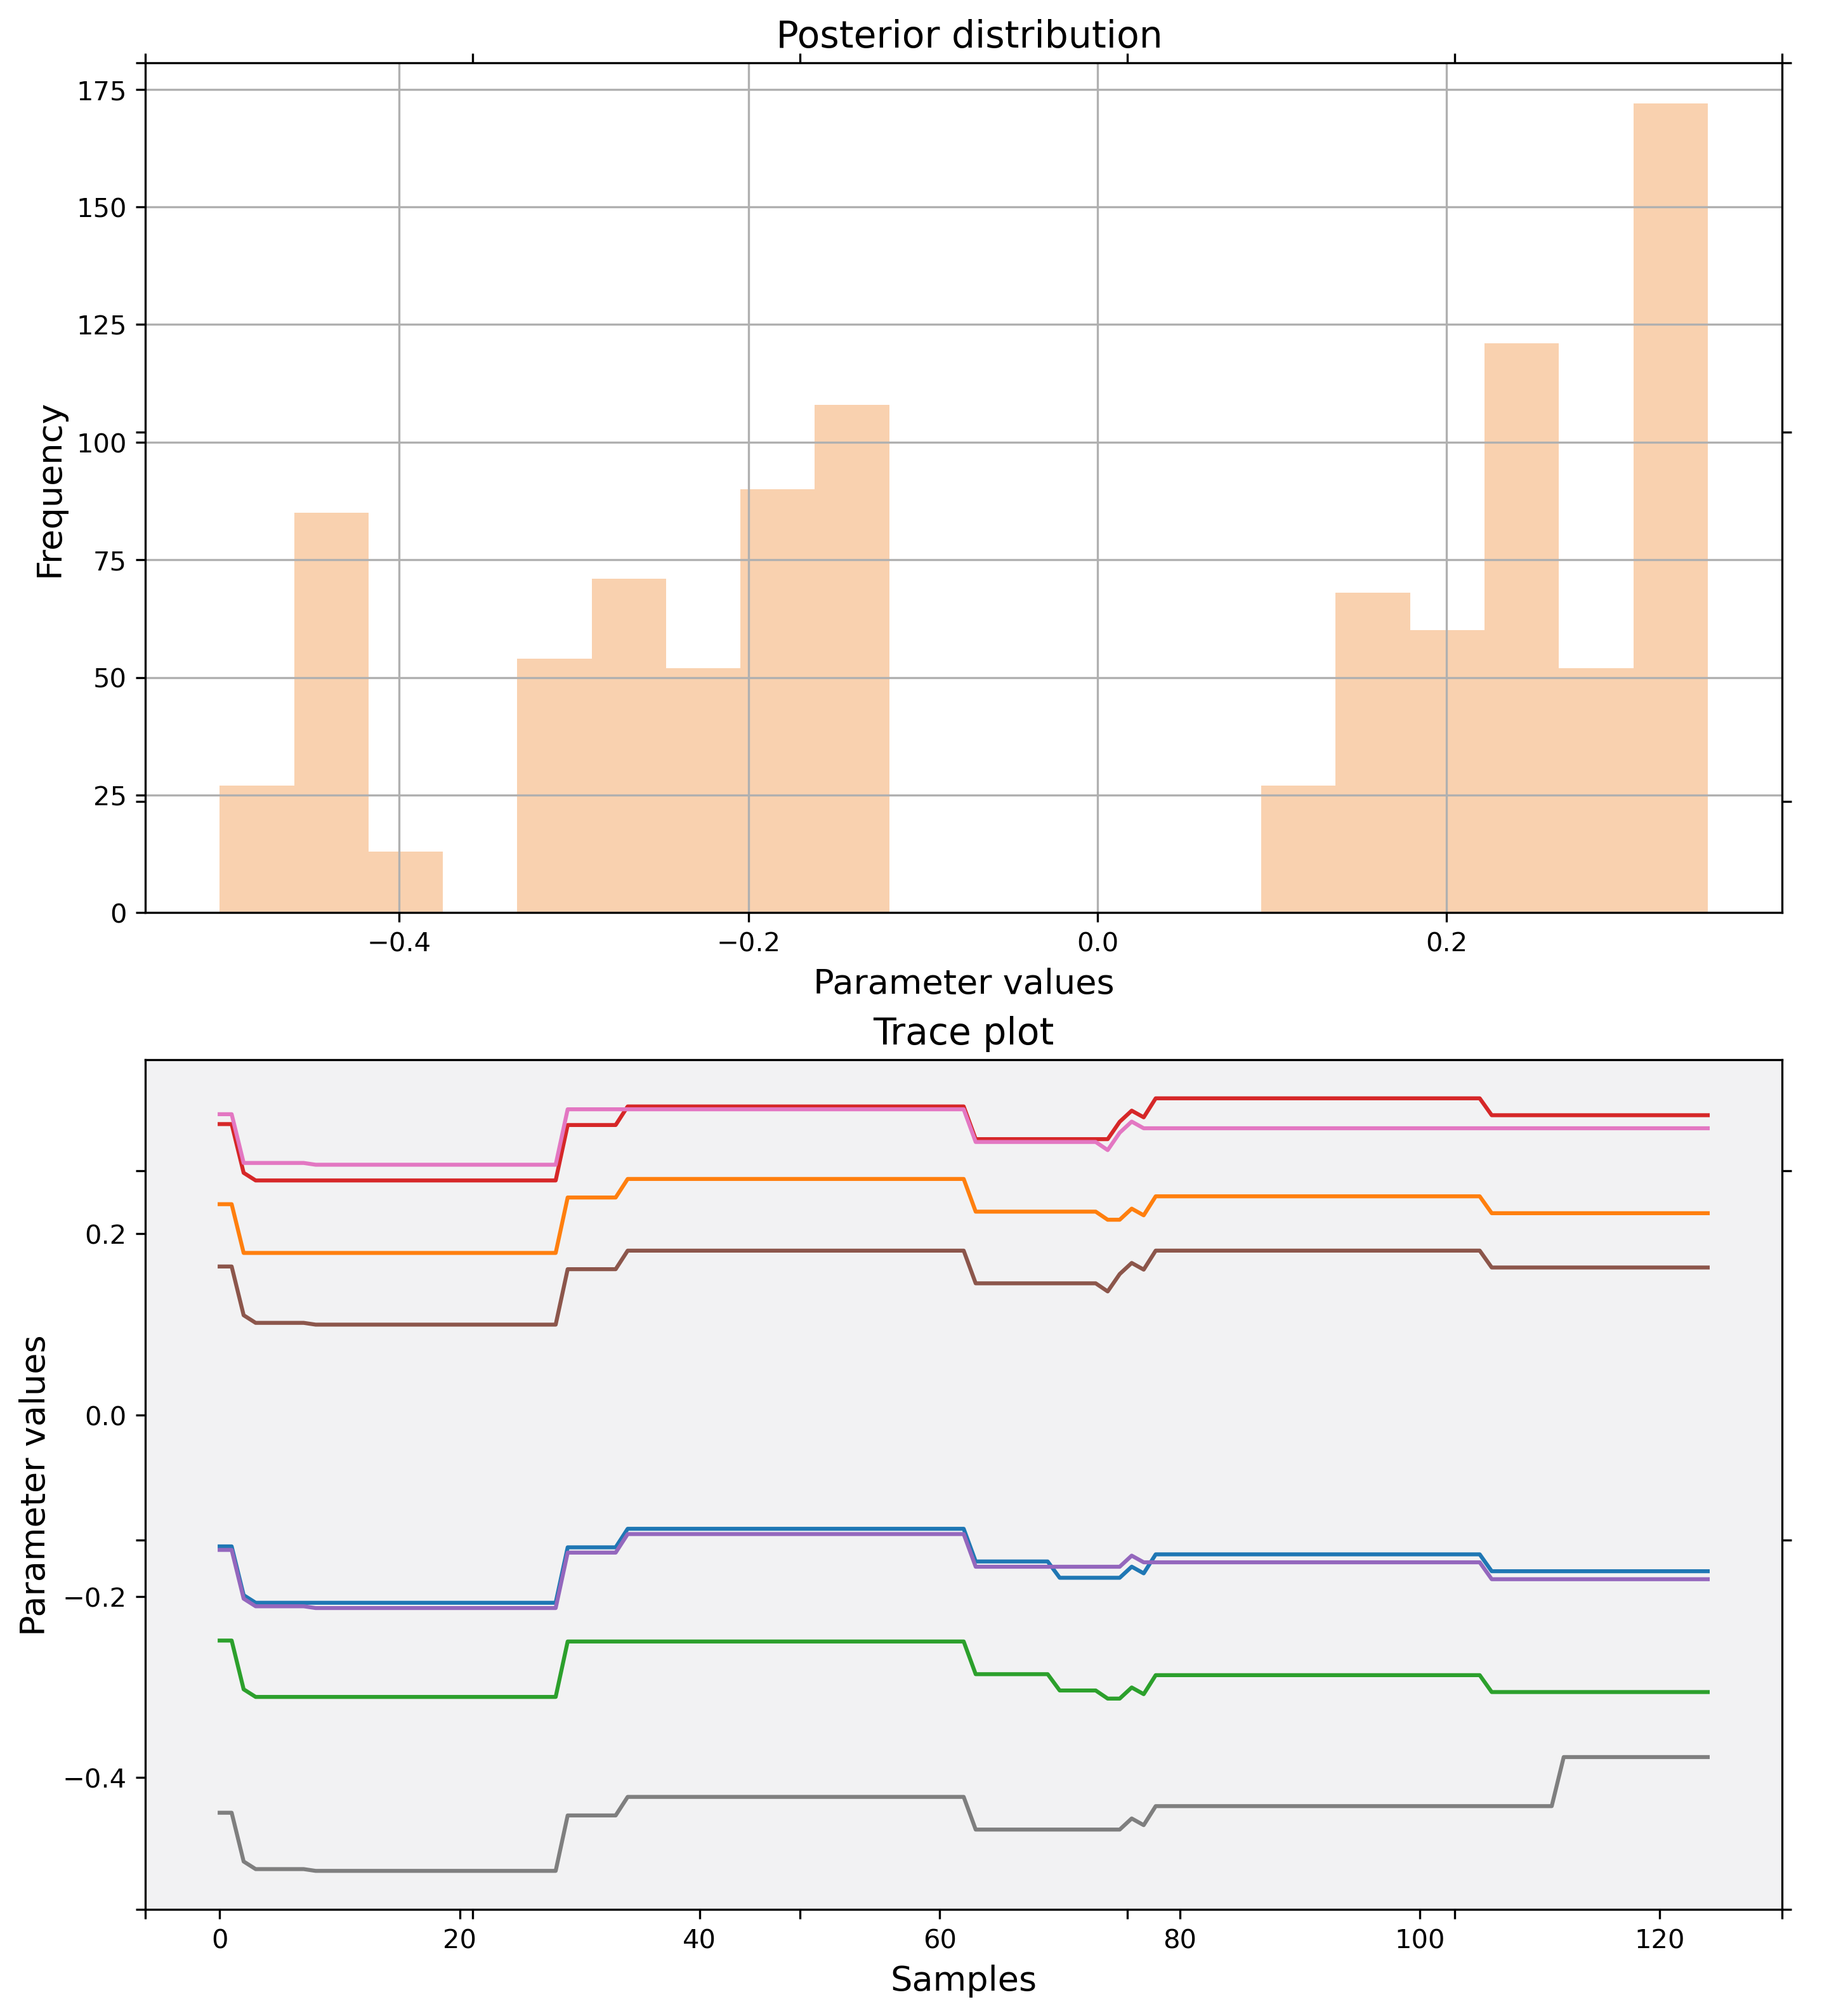 Posterior distribution
175
150
125
100
75
50
25
0
Frequency
−0.4 −0.2 0.0 0.2
Parameter values
Trace plot
0.2
0.0
−0.2
−0.4
Parameter values
0 20 40 60 80 100 120
Samples